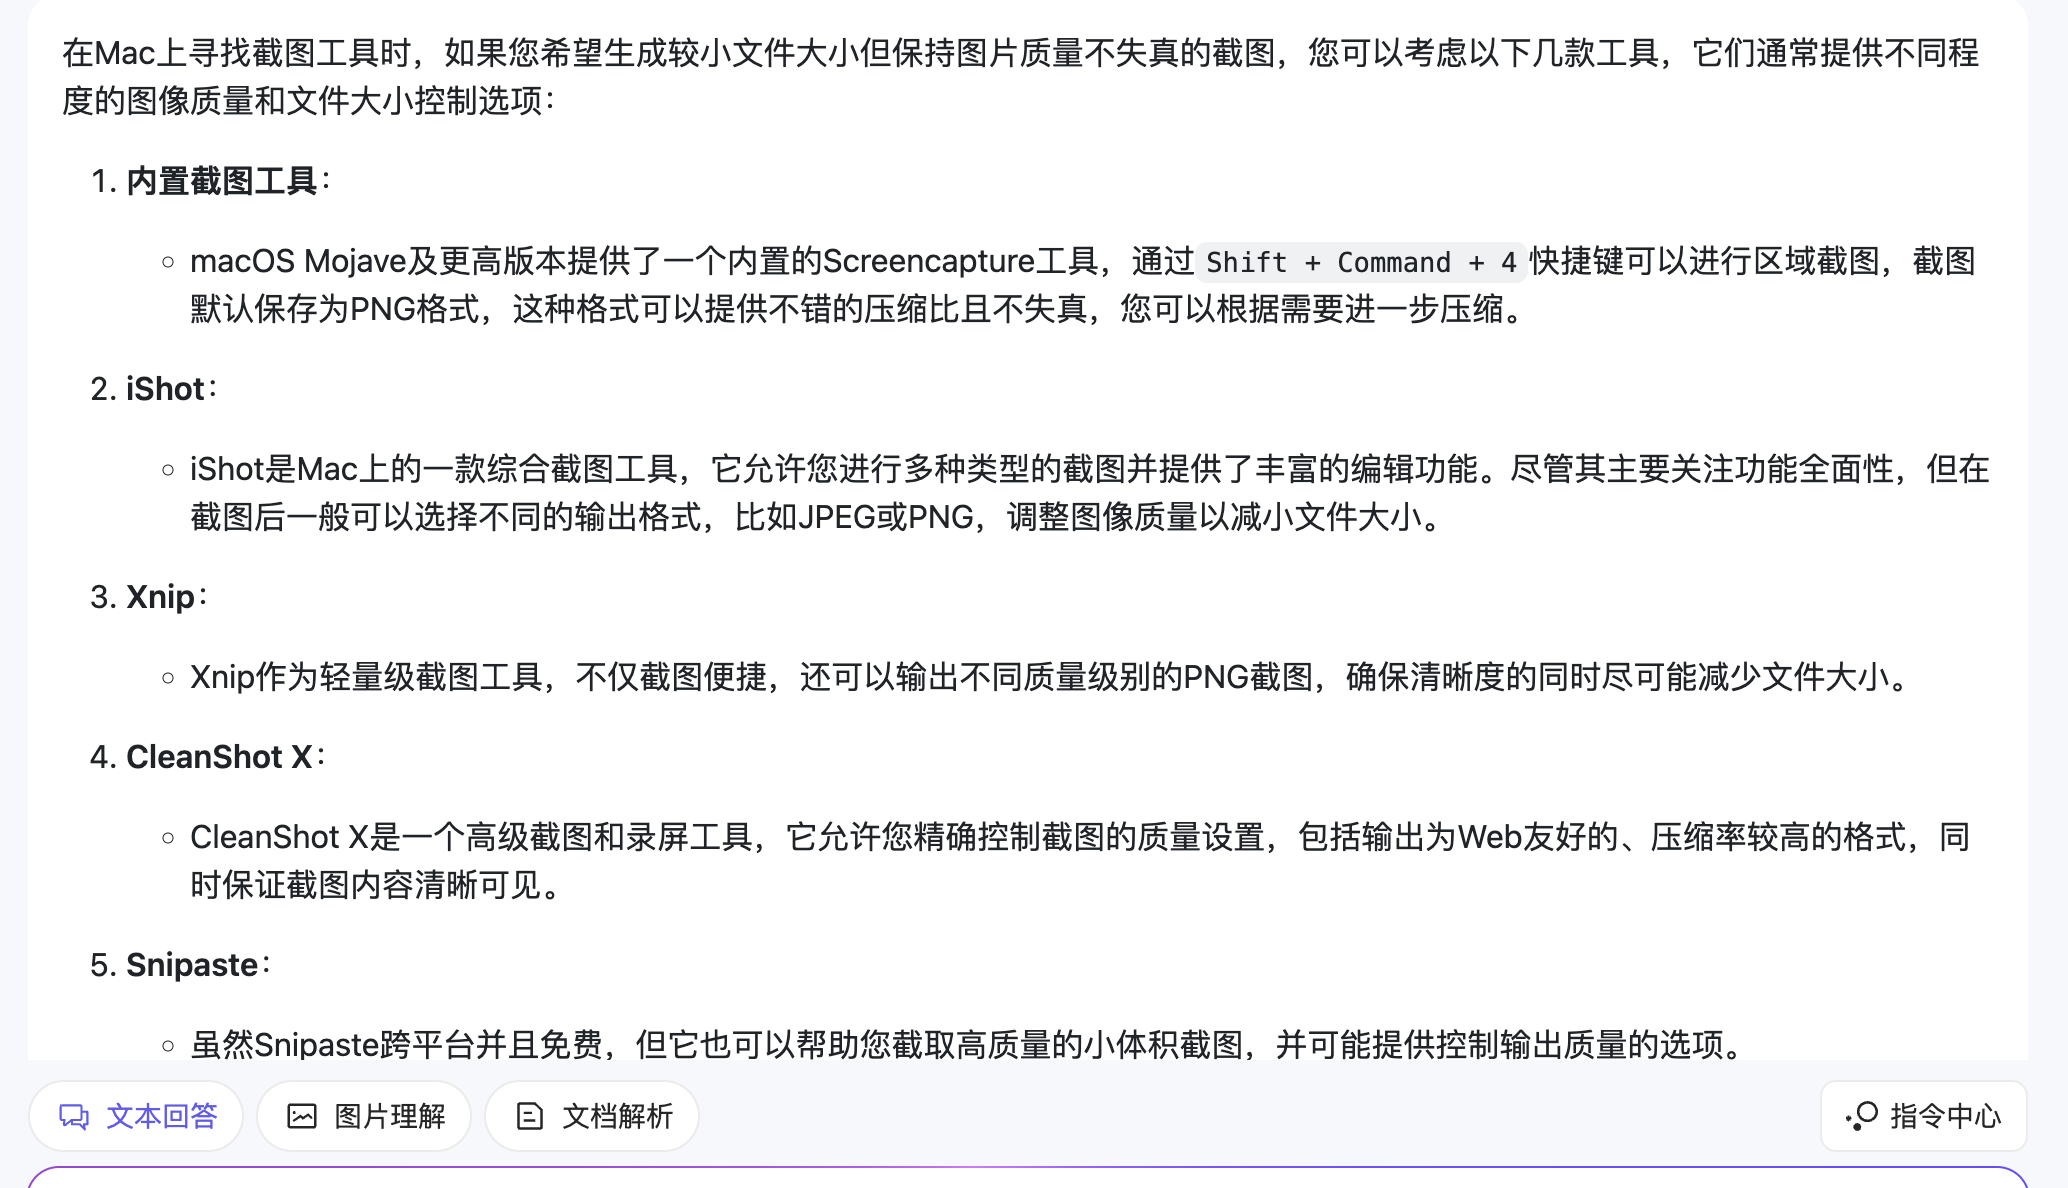 在Mac上寻找截图工具时，如果您希望生成较小文件大小但保持图片质量不失真的截图，您可以考虑以下几款工具，它们通常提供不同程
度的图像质量和文件大小控制选项：
1. 内置截图工具：
◦ macOS Mojave及更高版本提供了一个内置的Screencapture工具，通过 Shift + Command + 4 快捷键可以进行区域截图，截图
默认保存为PNG格式，这种格式可以提供不错的压缩比且不失真，您可以根据需要进一步压缩。
2. iShot：
◦ iShot是Mac上的一款综合截图工具，它允许您进行多种类型的截图并提供了丰富的编辑功能。尽管其主要关注功能全面性，但在
截图后一般可以选择不同的输出格式，比如JPEG或PNG，调整图像质量以减小文件大小。
3. Xnip：
◦ Xnip作为轻量级截图工具，不仅截图便捷，还可以输出不同质量级别的PNG截图，确保清晰度的同时尽可能减少文件大小。
4. CleanShot X：
◦ CleanShot X是一个高级截图和录屏工具，它允许您精确控制截图的质量设置，包括输出为Web友好的、压缩率较高的格式，同
时保证截图内容清晰可见。
5. Snipaste：
◦ 虽然Snipaste跨平台并且免费，但它也可以帮助您截取高质量的小体积截图，并可能提供控制输出质量的选项。
文本回答 图片理解 文档解析 指令中心